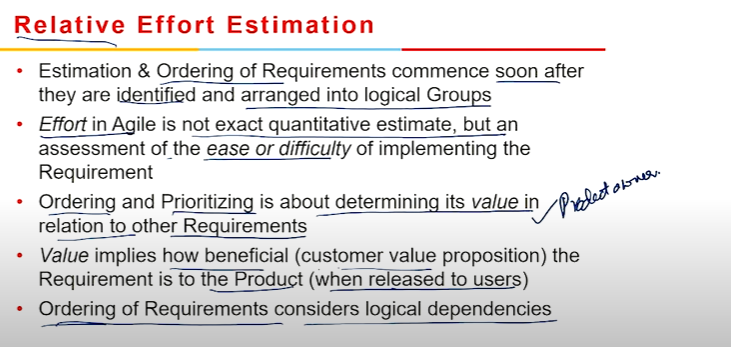 Relative Effort Estimation
• Estimation & Ordering of Requirements commence soon after
they are identified and arranged into logical Groups
• Effort in Agile is not exact quantitative estimate, but an
assessment of the ease or difficulty of implementing the
Requirement
• Ordering and Prioritizing is about determining its value in
relation to other Requirements
Product owner.
• Value implies how beneficial (customer value proposition) the
Requirement is to the Product (when released to users)
• Ordering of Requirements considers logical dependencies